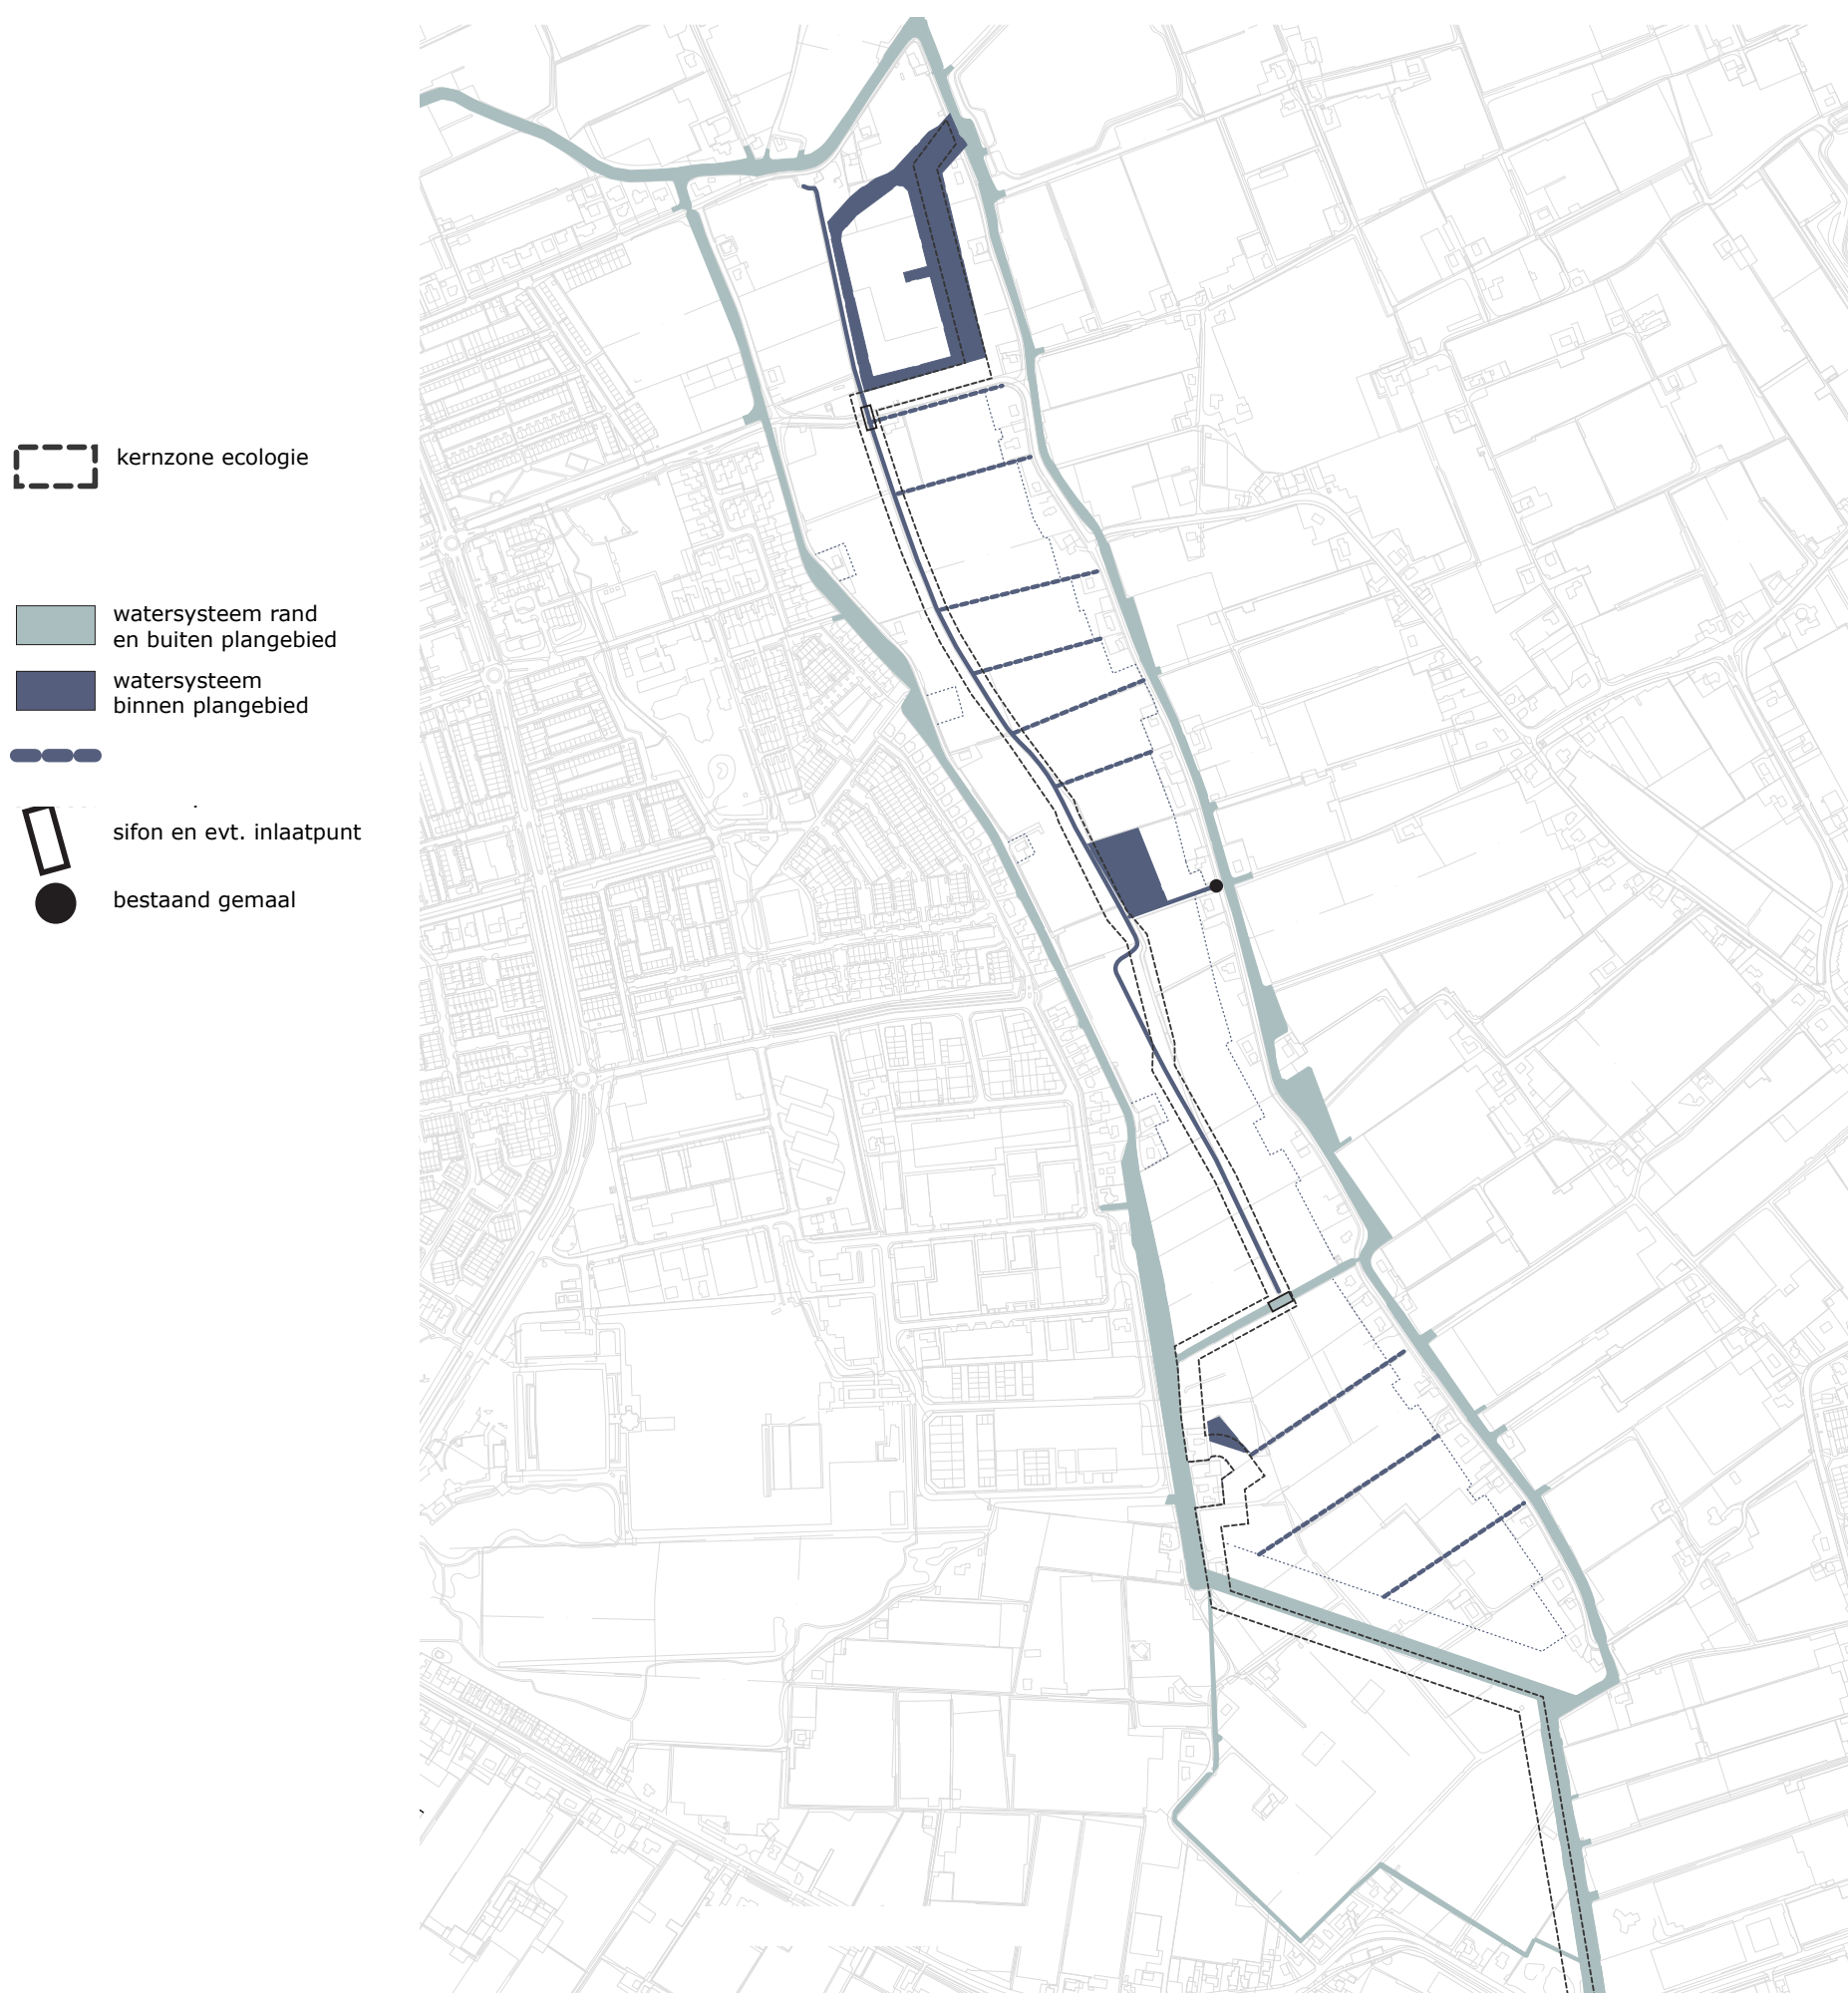 kernzone ecologie
watersysteem rand
en buiten plangebied
watersysteem
binnen plangebied
sifon en evt. inlaatpunt
bestaand gemaal